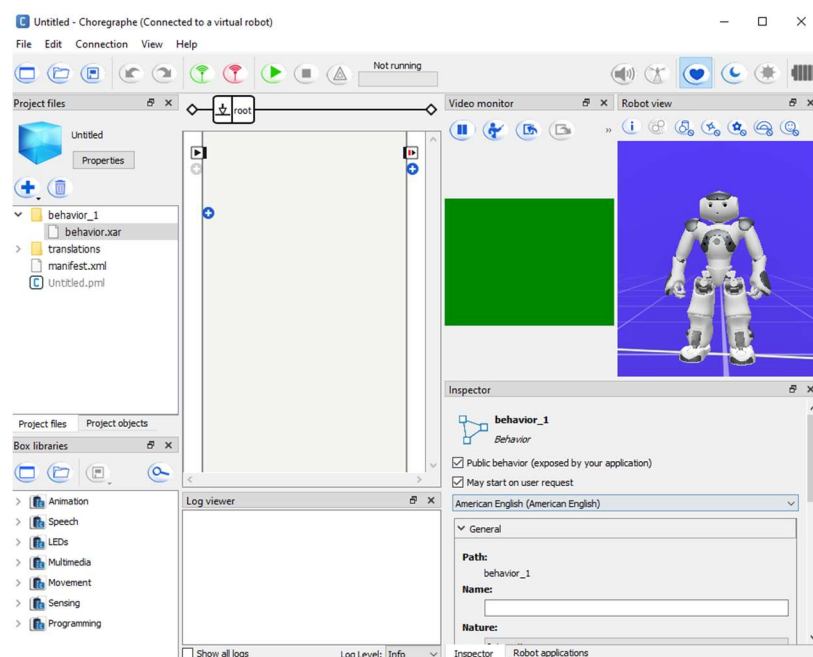 Untitled - Choregraphe (Connected to a virtual robot)
File Edit Connection View Help
Not running
Project files
Untitled
Properties
behavior_1
behavior.xar
translations
manifest.xml
Untitled.pml
Project files Project objects
Box libraries
Animation
Speech
LEDs
Multimedia
Movement
Sensing
Programming
root
Log viewer
Show all logs Log Level: Info
Video monitor
»
Robot view
Inspector
behavior_1
Behavior
Public behavior (exposed by your application)
May start on user request
American English (American English)
General
Path:
behavior_1
Name:
Nature:
Inspector Robot applications